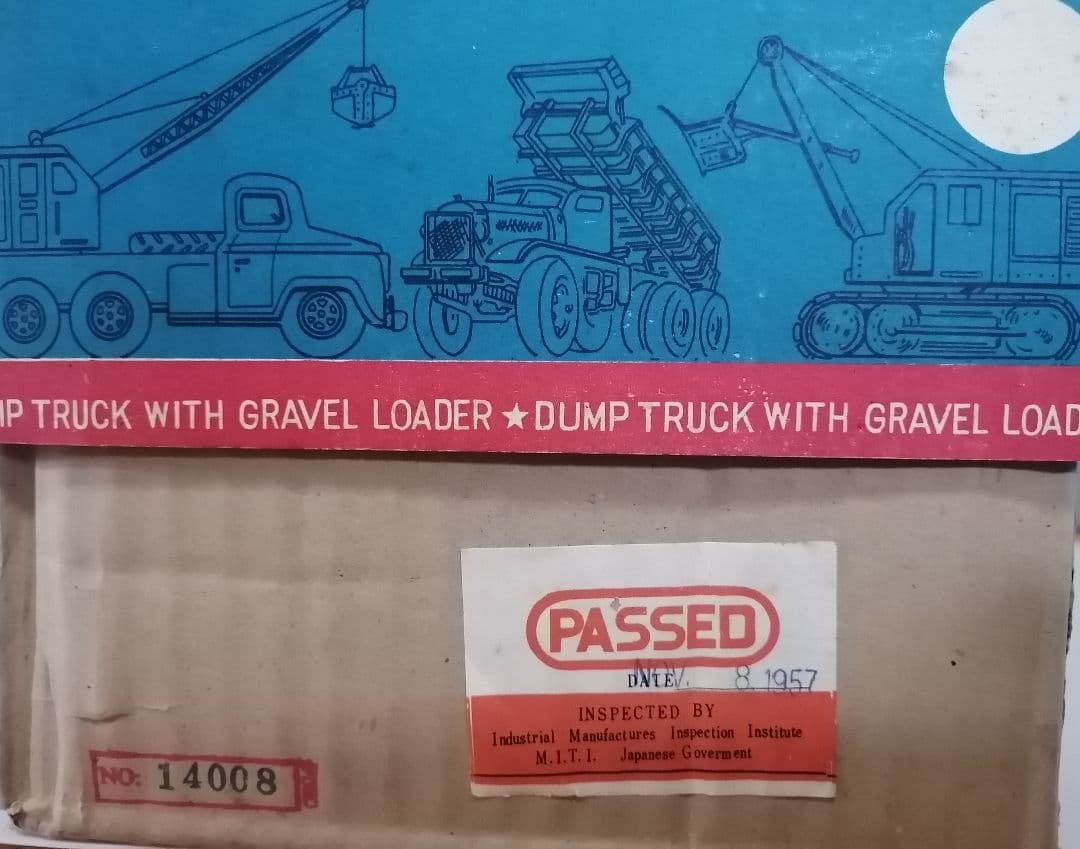 IP TRUCK WITH GRAVEL LOADER ★ DUMP TRUCK WITH GRAVEL LOAD
PASSED
DATE NOV. 8. 1957
INSPECTED BY
Industrial Manufactures Inspection Institute
M.I.T.I. Japanese Goverment
NO: 14008